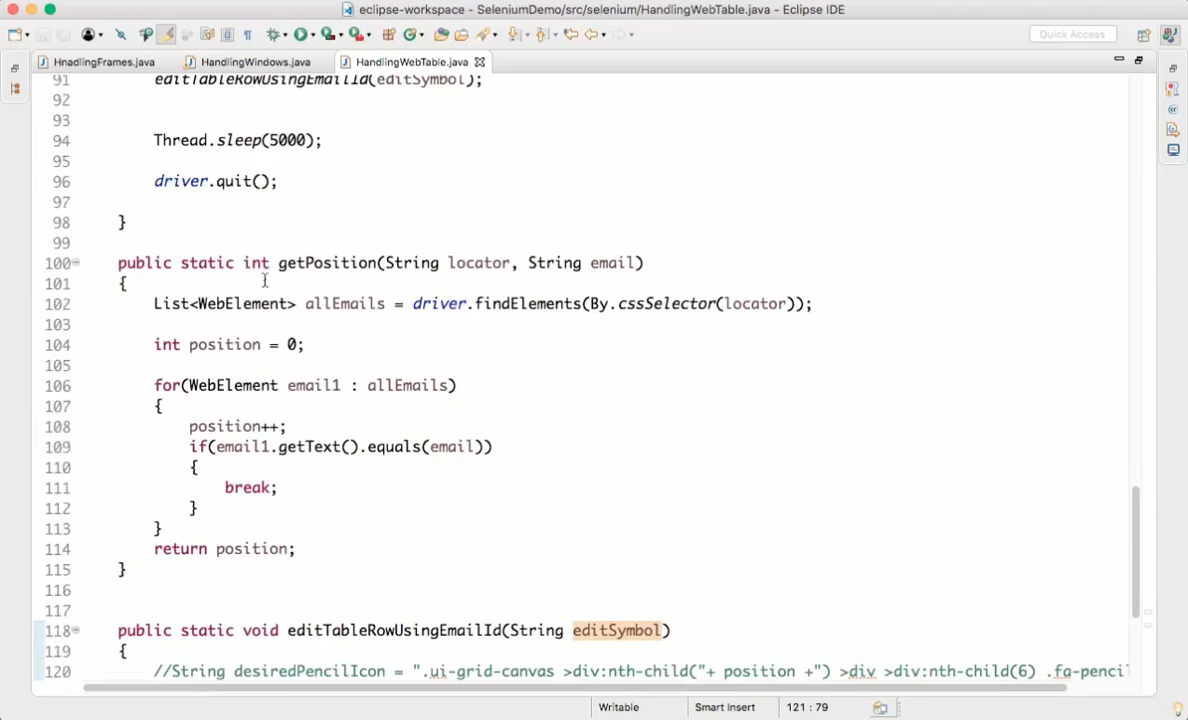 eclipse-workspace - SeleniumDemo/src/selenium/HandlingWebTable.java - Eclipse IDE
Quick Access
HnadlingFrames.java HandlingWindows.java HandlingWebTable.java
91 editTableRowUsingEmailId(editSymbol);
92
93
94 Thread.sleep(5000);
95
96 driver.quit();
97
98 }
99
100 public static int getPosition(String locator, String email)
101 {
102 List<WebElement> allEmails = driver.findElements(By.cssSelector(locator));
103
104 int position = 0;
105
106 for(WebElement email1 : allEmails)
107 {
108 position++;
109 if(email1.getText().equals(email))
110 {
111 break;
112 }
113 }
114 return position;
115 }
116
117
118 public static void editTableRowUsingEmailId(String editSymbol)
119 {
120 //String desiredPencilIcon = ".ui-grid-canvas >div:nth-child("+ position +") >div >div:nth-child(6) .fa-pencil
Writable Smart Insert 121 : 79